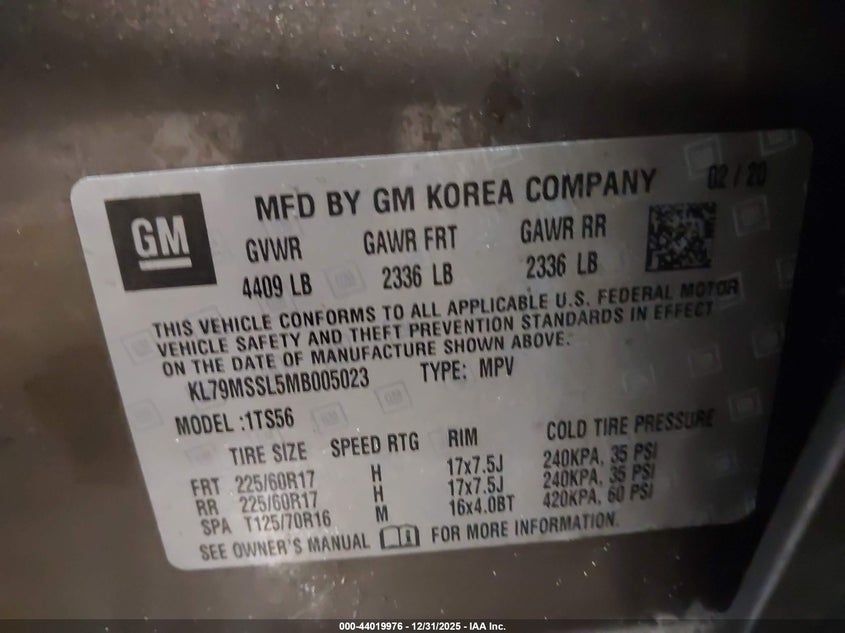 GM
MFD BY GM KOREA COMPANY 02 / 20
GVWR GAWR FRT GAWR RR
4409 LB 2336 LB 2336 LB
THIS VEHICLE CONFORMS TO ALL APPLICABLE U.S. FEDERAL MOTOR
VEHICLE SAFETY AND THEFT PREVENTION STANDARDS IN EFFECT
ON THE DATE OF MANUFACTURE SHOWN ABOVE.
KL79MSSL5MB005023 TYPE: MPV
MODEL :1TS56
TIRE SIZE SPEED RTG RIM COLD TIRE PRESSURE
FRT 225/60R17 H 17x7.5J 240KPA, 35 PSI
RR 225/60R17 H 17x7.5J 240KPA, 35 PSI
SPA T125/70R16 M 16x4.0BT 420KPA, 60 PSI
SEE OWNER'S MANUAL FOR MORE INFORMATION.
000-44019976 - 12/31/2025 - IAA Inc.